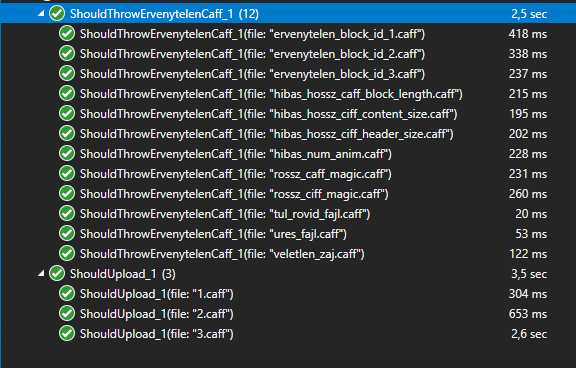 ShouldThrowErvenytelenCaff_1 (12) 2,5 sec
ShouldThrowErvenytelenCaff_1(file: "ervenytelen_block_id_1.caff") 418 ms
ShouldThrowErvenytelenCaff_1(file: "ervenytelen_block_id_2.caff") 338 ms
ShouldThrowErvenytelenCaff_1(file: "ervenytelen_block_id_3.caff") 237 ms
ShouldThrowErvenytelenCaff_1(file: "hibas_hossz_caff_block_length.caff") 215 ms
ShouldThrowErvenytelenCaff_1(file: "hibas_hossz_ciff_content_size.caff") 195 ms
ShouldThrowErvenytelenCaff_1(file: "hibas_hossz_ciff_header_size.caff") 202 ms
ShouldThrowErvenytelenCaff_1(file: "hibas_num_anim.caff") 228 ms
ShouldThrowErvenytelenCaff_1(file: "rossz_caff_magic.caff") 231 ms
ShouldThrowErvenytelenCaff_1(file: "rossz_ciff_magic.caff") 260 ms
ShouldThrowErvenytelenCaff_1(file: "tul_rovid_fajl.caff") 20 ms
ShouldThrowErvenytelenCaff_1(file: "ures_fajl.caff") 53 ms
ShouldThrowErvenytelenCaff_1(file: "veletlen_zaj.caff") 122 ms
ShouldUpload_1 (3) 3,5 sec
ShouldUpload_1(file: "1.caff") 304 ms
ShouldUpload_1(file: "2.caff") 653 ms
ShouldUpload_1(file: "3.caff") 2,6 sec